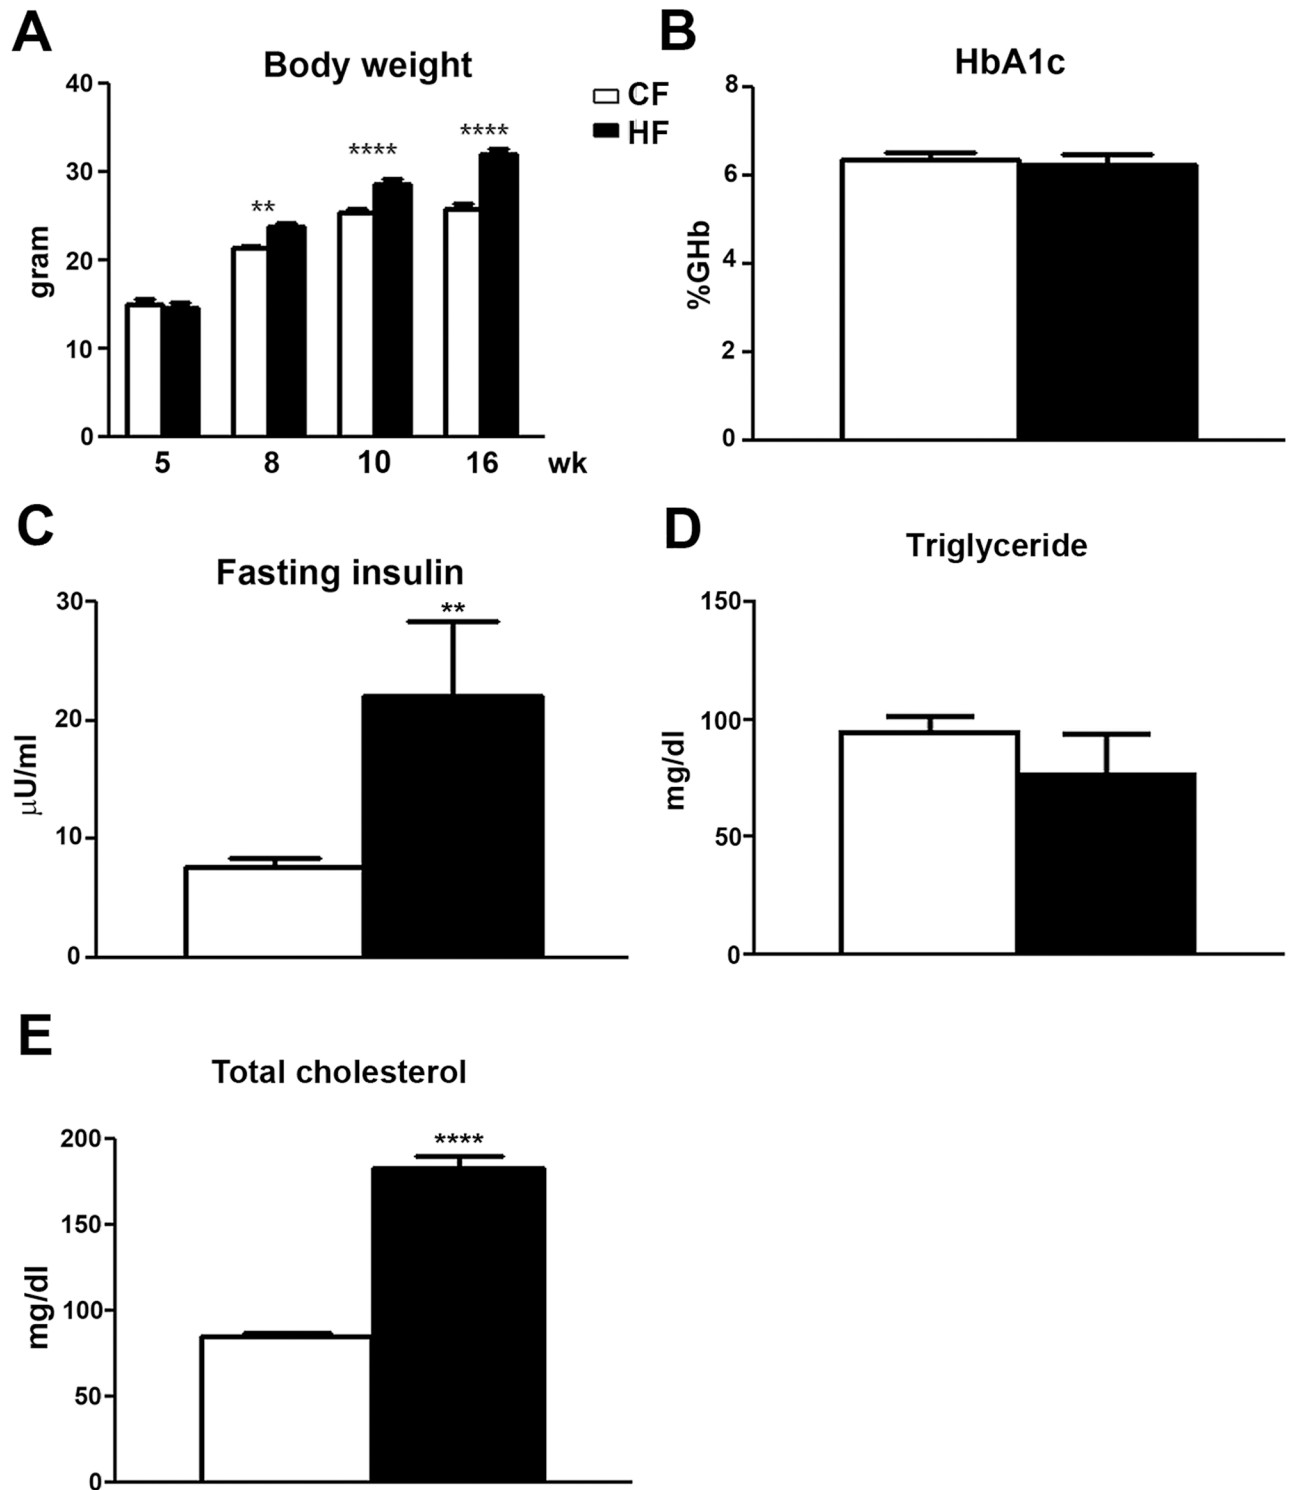 A
Body weight
40
30
20
10
0
gram
**
****
****
5 8 10 16 wk
CF
HF
B
HbA1c
8
6
4
2
0
%GHb
C
Fasting insulin
30
20
10
0
μU/ml
**
D
Triglyceride
150
100
50
0
mg/dl
E
Total cholesterol
200
150
100
50
0
mg/dl
****